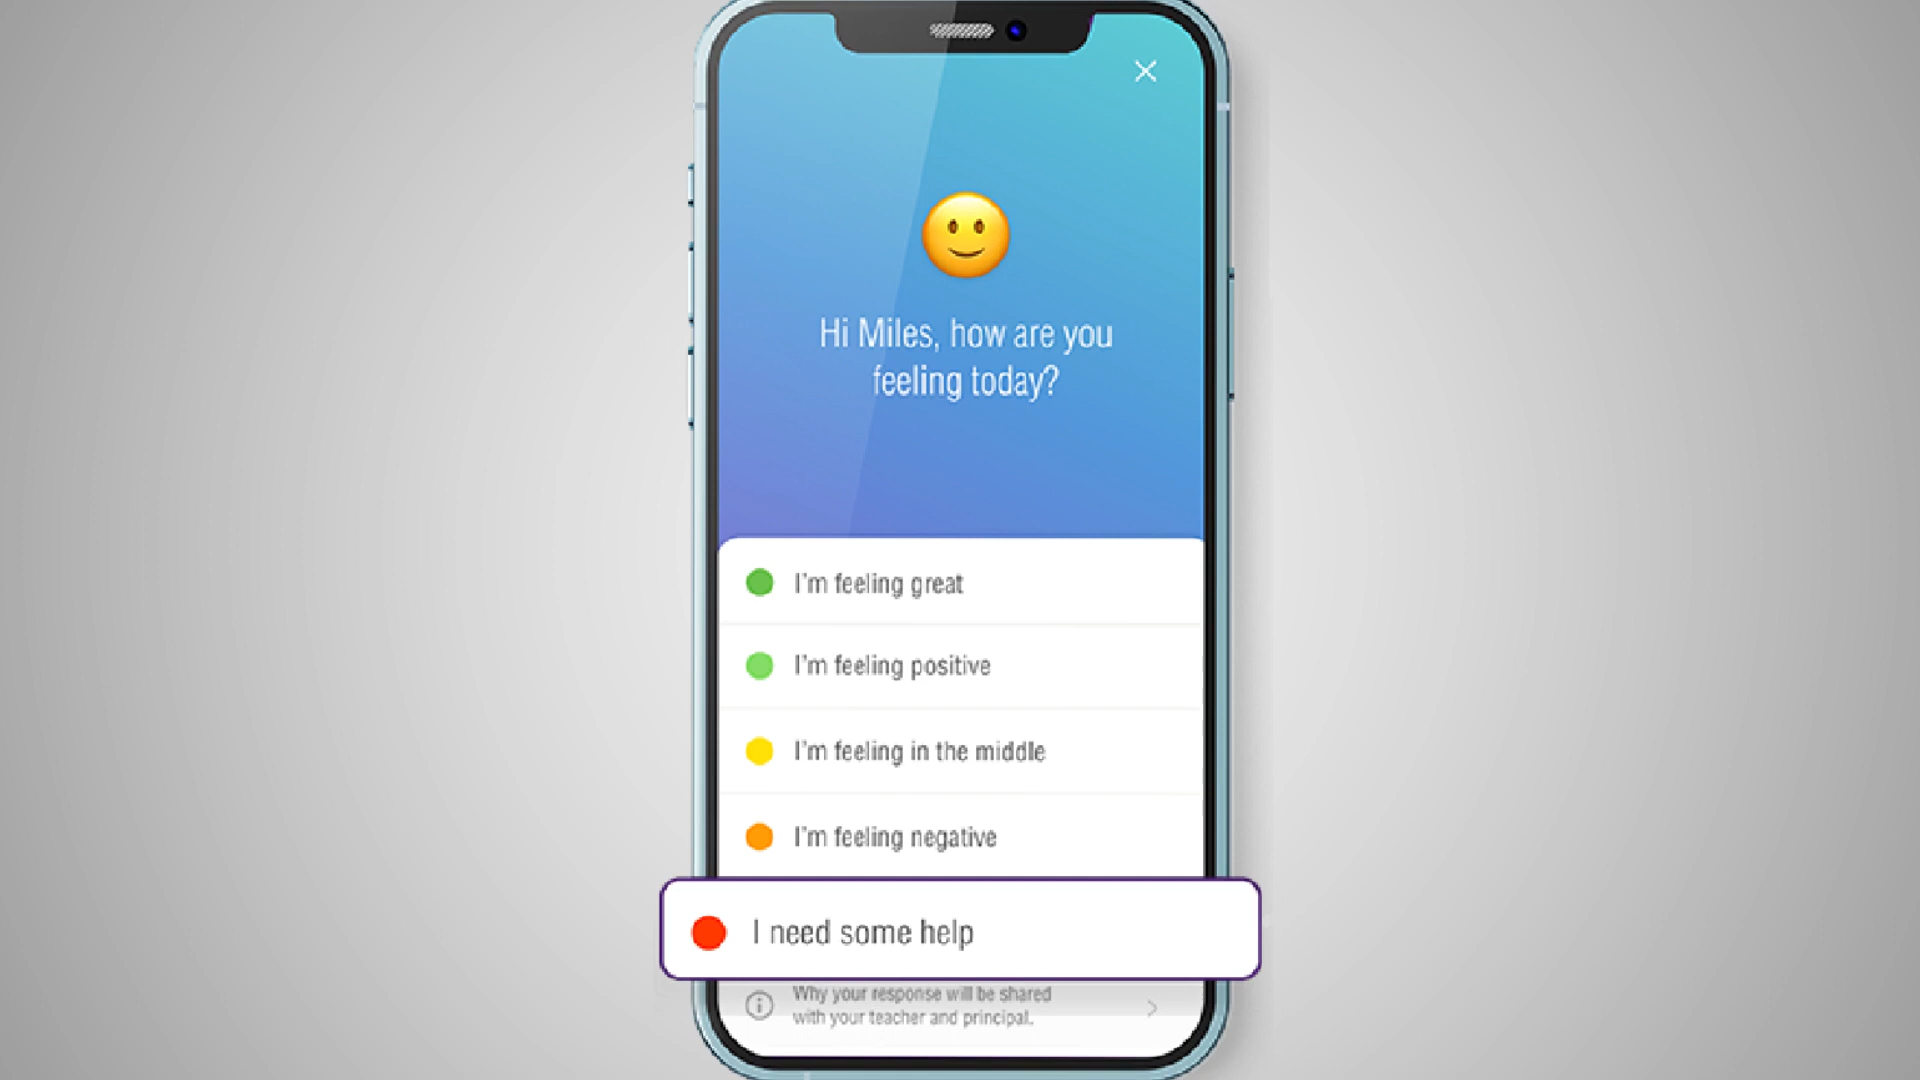 Hi Miles, how are you
feeling today?
I'm feeling great
I'm feeling positive
I'm feeling in the middle
I'm feeling negative
I need some help
Why your response will be shared
with your teacher and principal.